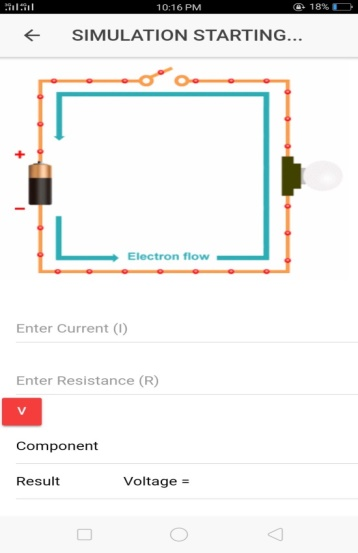 10:16 PM 18%
SIMULATION STARTING...
+
−
Electron flow
Enter Current (I)
Enter Resistance (R)
V
Component
Result Voltage =